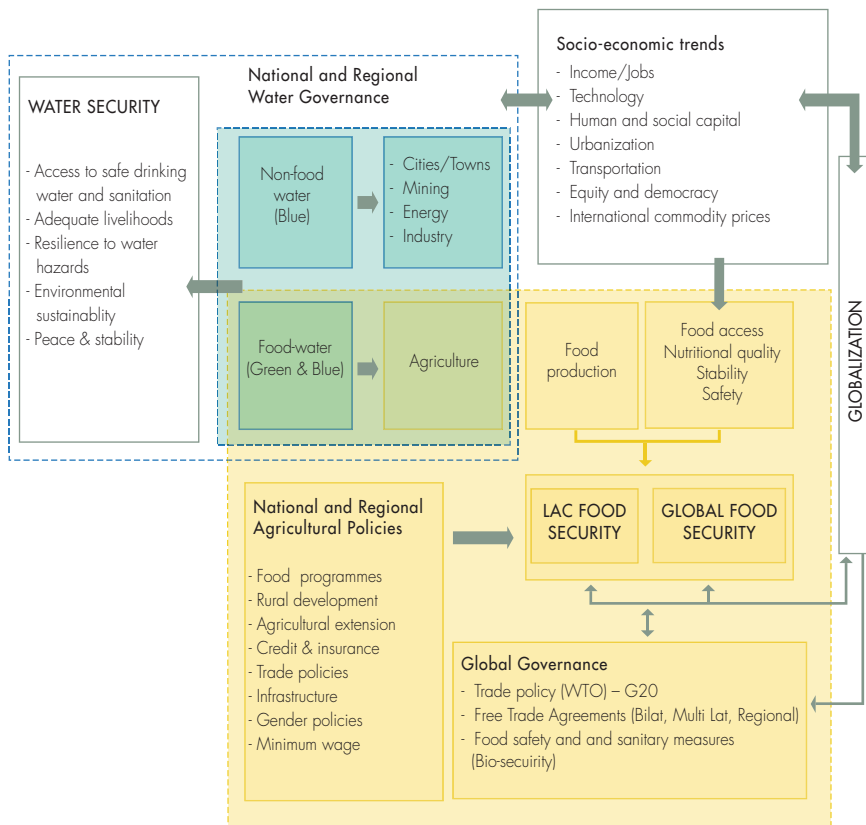 WATER SECURITY
- Access to safe drinking
water and sanitation
- Adequate livelihoods
- Resilience to water
hazards
- Environmental
sustainablity
- Peace & stability
National and Regional
Water Governance
Non-food
water
(Blue)
- Cities/Towns
- Mining
- Energy
- Industry
Food-water
(Green & Blue)
Agriculture
Socio-economic trends
- Income/Jobs
- Technology
- Human and social capital
- Urbanization
- Transportation
- Equity and democracy
- International commodity prices
GLOBALIZATION
Food
production
Food access
Nutritional quality
Stability
Safety
LAC FOOD
SECURITY
GLOBAL FOOD
SECURITY
National and Regional
Agricultural Policies
- Food programmes
- Rural development
- Agricultural extension
- Credit & insurance
- Trade policies
- Infrastructure
- Gender policies
- Minimum wage
Global Governance
- Trade policy (WTO) – G20
- Free Trade Agreements (Bilat, Multi Lat, Regional)
- Food safety and and sanitary measures
(Bio-secuirity)